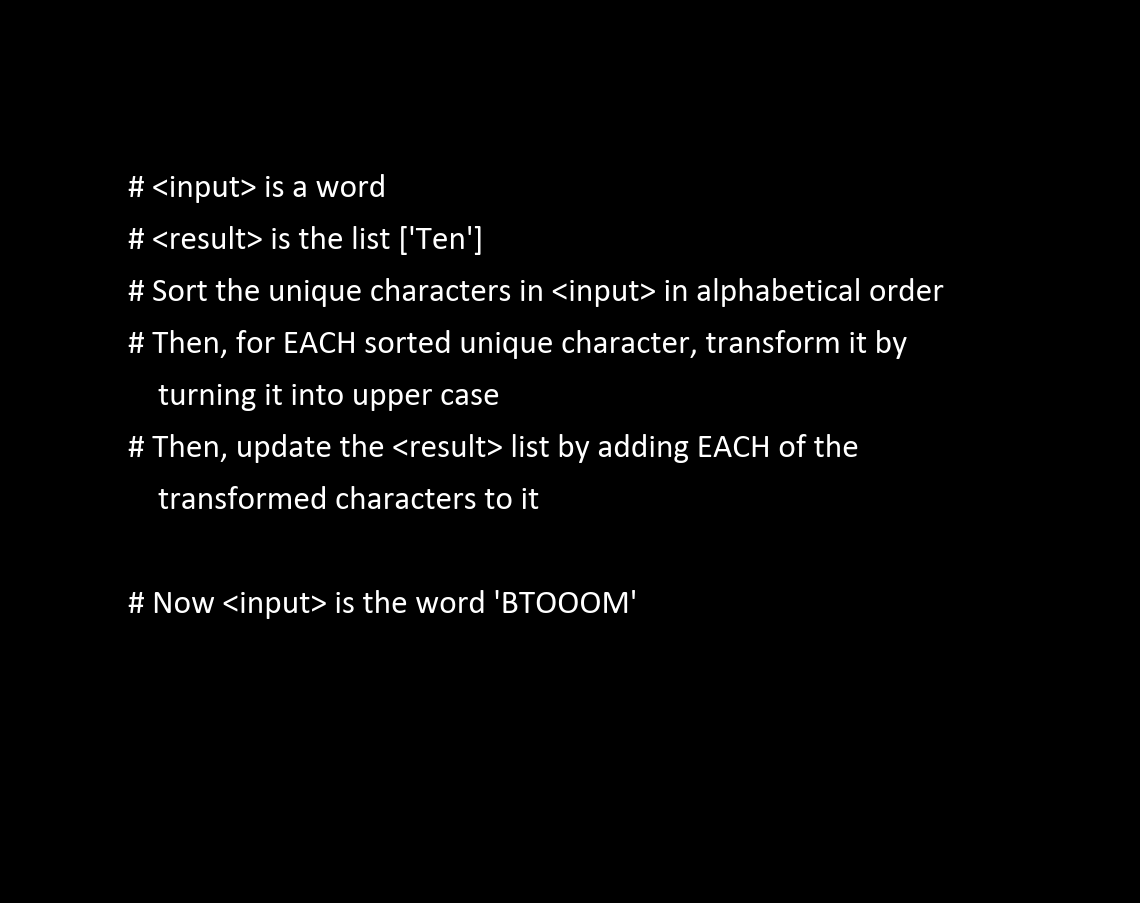 # <input> is a word
# <result> is the list ['Ten']
# Sort the unique characters in <input> in alphabetical order
# Then, for EACH sorted unique character, transform it by
turning it into upper case
# Then, update the <result> list by adding EACH of the
transformed characters to it
# Now <input> is the word 'BTOOOM'